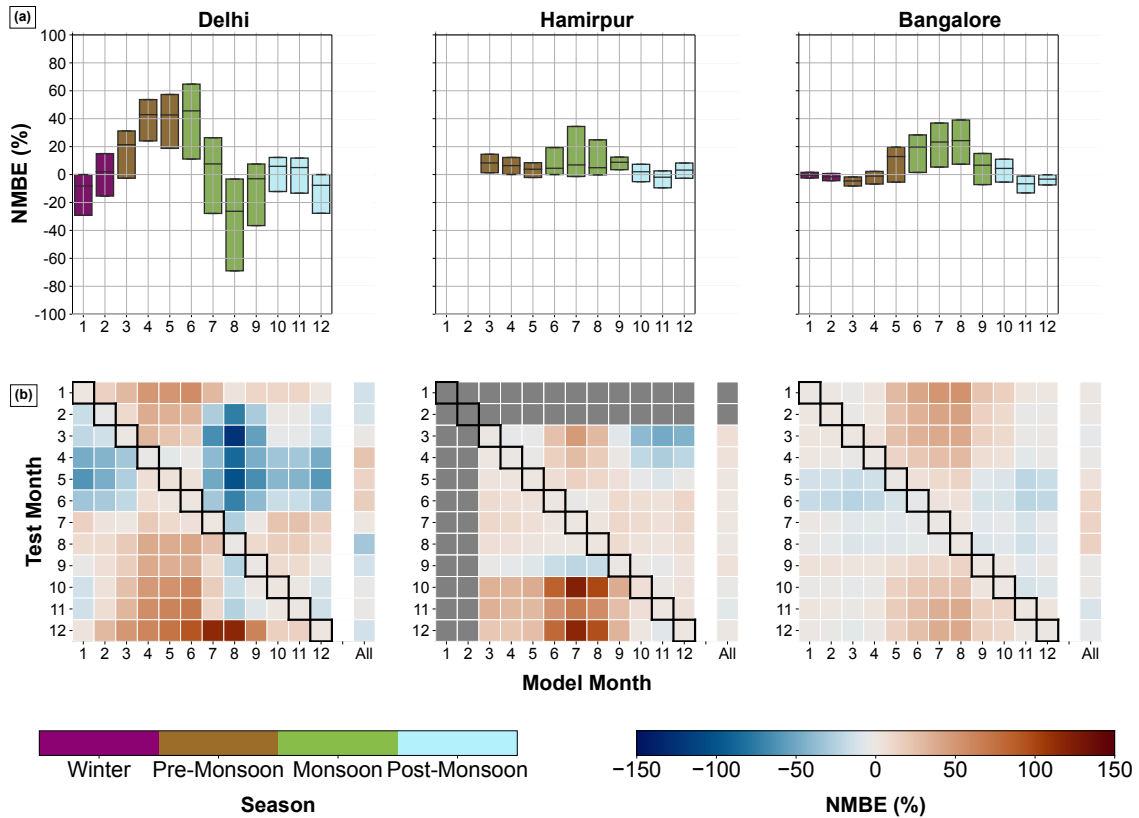 (a) Delhi Hamirpur Bangalore
NMBE (%)
100
80
60
40
20
0
-20
-40
-60
-80
-100
1 2 3 4 5 6 7 8 9 10 11 12
1 2 3 4 5 6 7 8 9 10 11 12
1 2 3 4 5 6 7 8 9 10 11 12
(b)
Test Month
1
2
3
4
5
6
7
8
9
10
11
12
1 2 3 4 5 6 7 8 9 10 11 12 All
1 2 3 4 5 6 7 8 9 10 11 12 All
1 2 3 4 5 6 7 8 9 10 11 12 All
Model Month
Winter Pre-Monsoon Monsoon Post-Monsoon
Season
−150 −100 −50 0 50 100 150
NMBE (%)